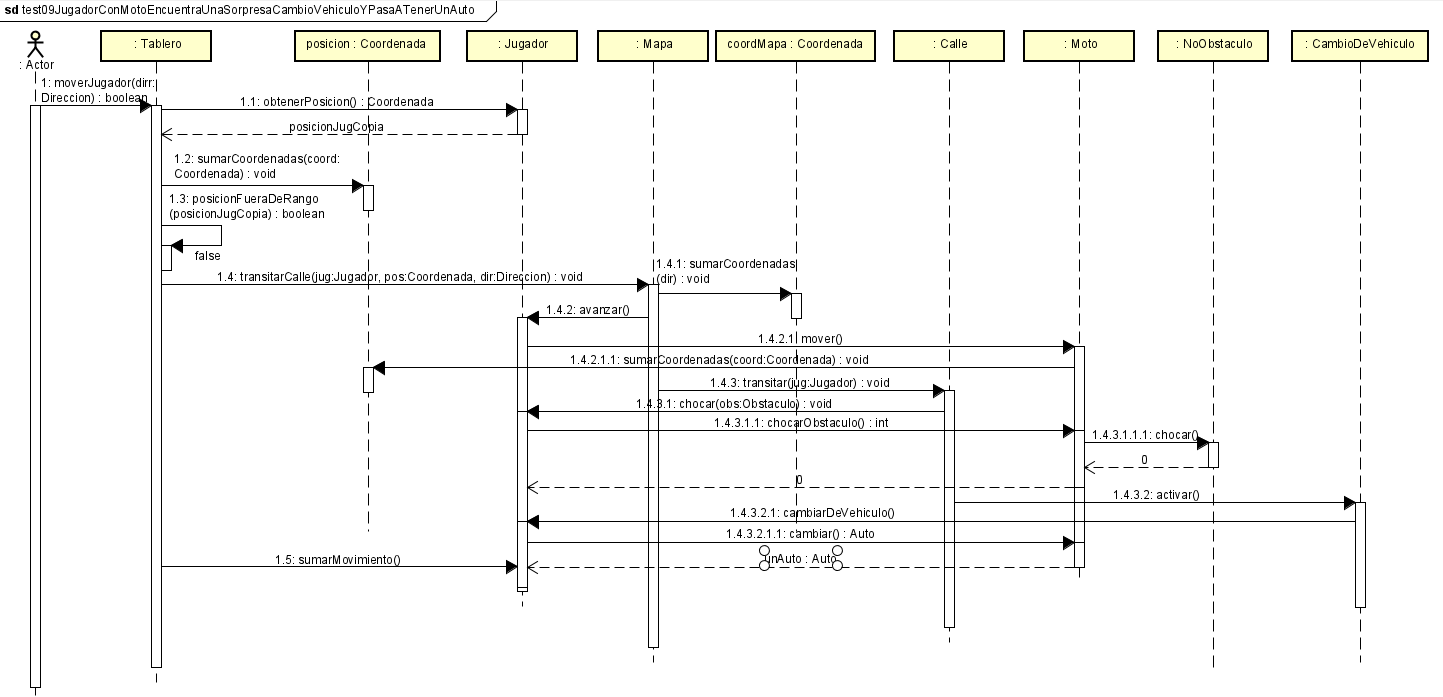 sd test09JugadorConMotoEncuentraUnaSorpresaCambioVehiculoYPasaATenerUnAuto
: Actor
: Tablero
posicion : Coordenada
: Jugador
: Mapa
coordMapa : Coordenada
: Calle
: Moto
: NoObstaculo
: CambioDeVehiculo
1: moverJugador(dirr:
Direccion) : boolean
1.1: obtenerPosicion() : Coordenada
posicionJugCopia
1.2: sumarCoordenadas(coord:
Coordenada) : void
1.3: posicionFueraDeRango
(posicionJugCopia) : boolean
false
1.4: transitarCalle(jug:Jugador, pos:Coordenada, dir:Direccion) : void
1.4.1: sumarCoordenadas
(dir) : void
1.4.2: avanzar()
1.4.2.1: mover()
1.4.2.1.1: sumarCoordenadas(coord:Coordenada) : void
1.4.3: transitar(jug:Jugador) : void
1.4.3.1: chocar(obs:Obstaculo) : void
1.4.3.1.1: chocarObstaculo() : int
1.4.3.1.1.1: chocar()
0
0
1.4.3.2: activar()
1.4.3.2.1: cambiarDeVehiculo()
1.4.3.2.1.1: cambiar() : Auto
unAuto : Auto
1.5: sumarMovimiento()